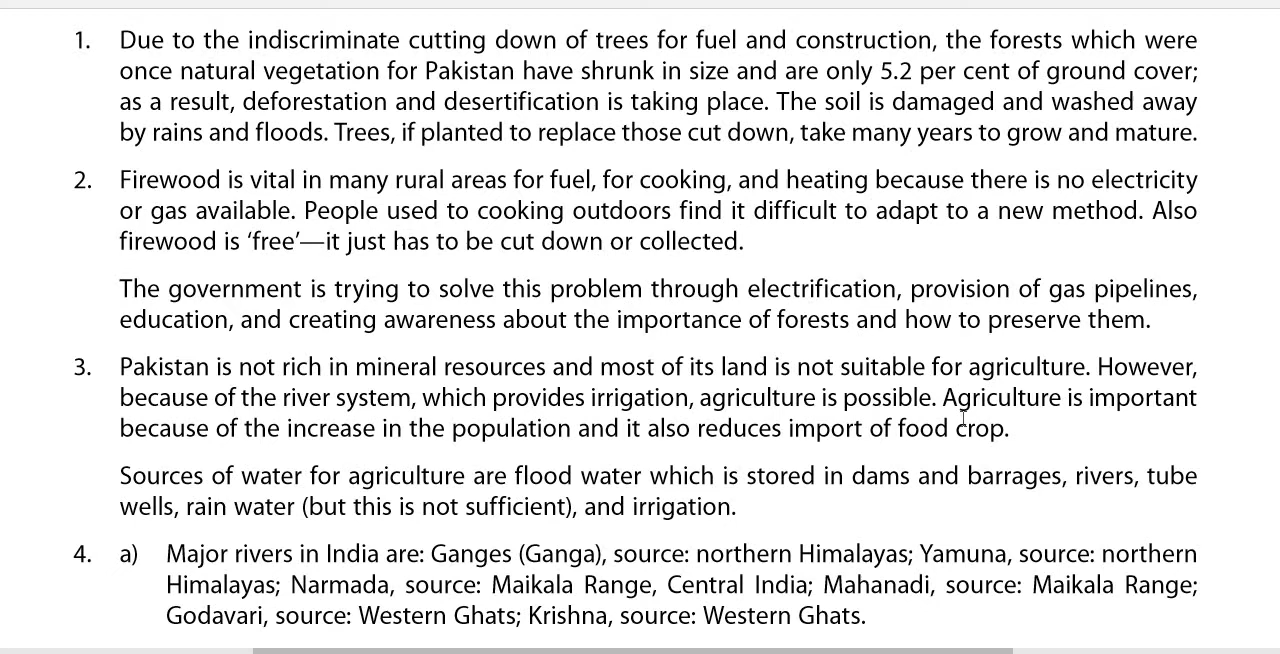 1. Due to the indiscriminate cutting down of trees for fuel and construction, the forests which were
once natural vegetation for Pakistan have shrunk in size and are only 5.2 per cent of ground cover;
as a result, deforestation and desertification is taking place. The soil is damaged and washed away
by rains and floods. Trees, if planted to replace those cut down, take many years to grow and mature.
2. Firewood is vital in many rural areas for fuel, for cooking, and heating because there is no electricity
or gas available. People used to cooking outdoors find it difficult to adapt to a new method. Also
firewood is ‘free’—it just has to be cut down or collected.
The government is trying to solve this problem through electrification, provision of gas pipelines,
education, and creating awareness about the importance of forests and how to preserve them.
3. Pakistan is not rich in mineral resources and most of its land is not suitable for agriculture. However,
because of the river system, which provides irrigation, agriculture is possible. Agriculture is important
because of the increase in the population and it also reduces import of food crop.
Sources of water for agriculture are flood water which is stored in dams and barrages, rivers, tube
wells, rain water (but this is not sufficient), and irrigation.
4. a) Major rivers in India are: Ganges (Ganga), source: northern Himalayas; Yamuna, source: northern
Himalayas; Narmada, source: Maikala Range, Central India; Mahanadi, source: Maikala Range;
Godavari, source: Western Ghats; Krishna, source: Western Ghats.